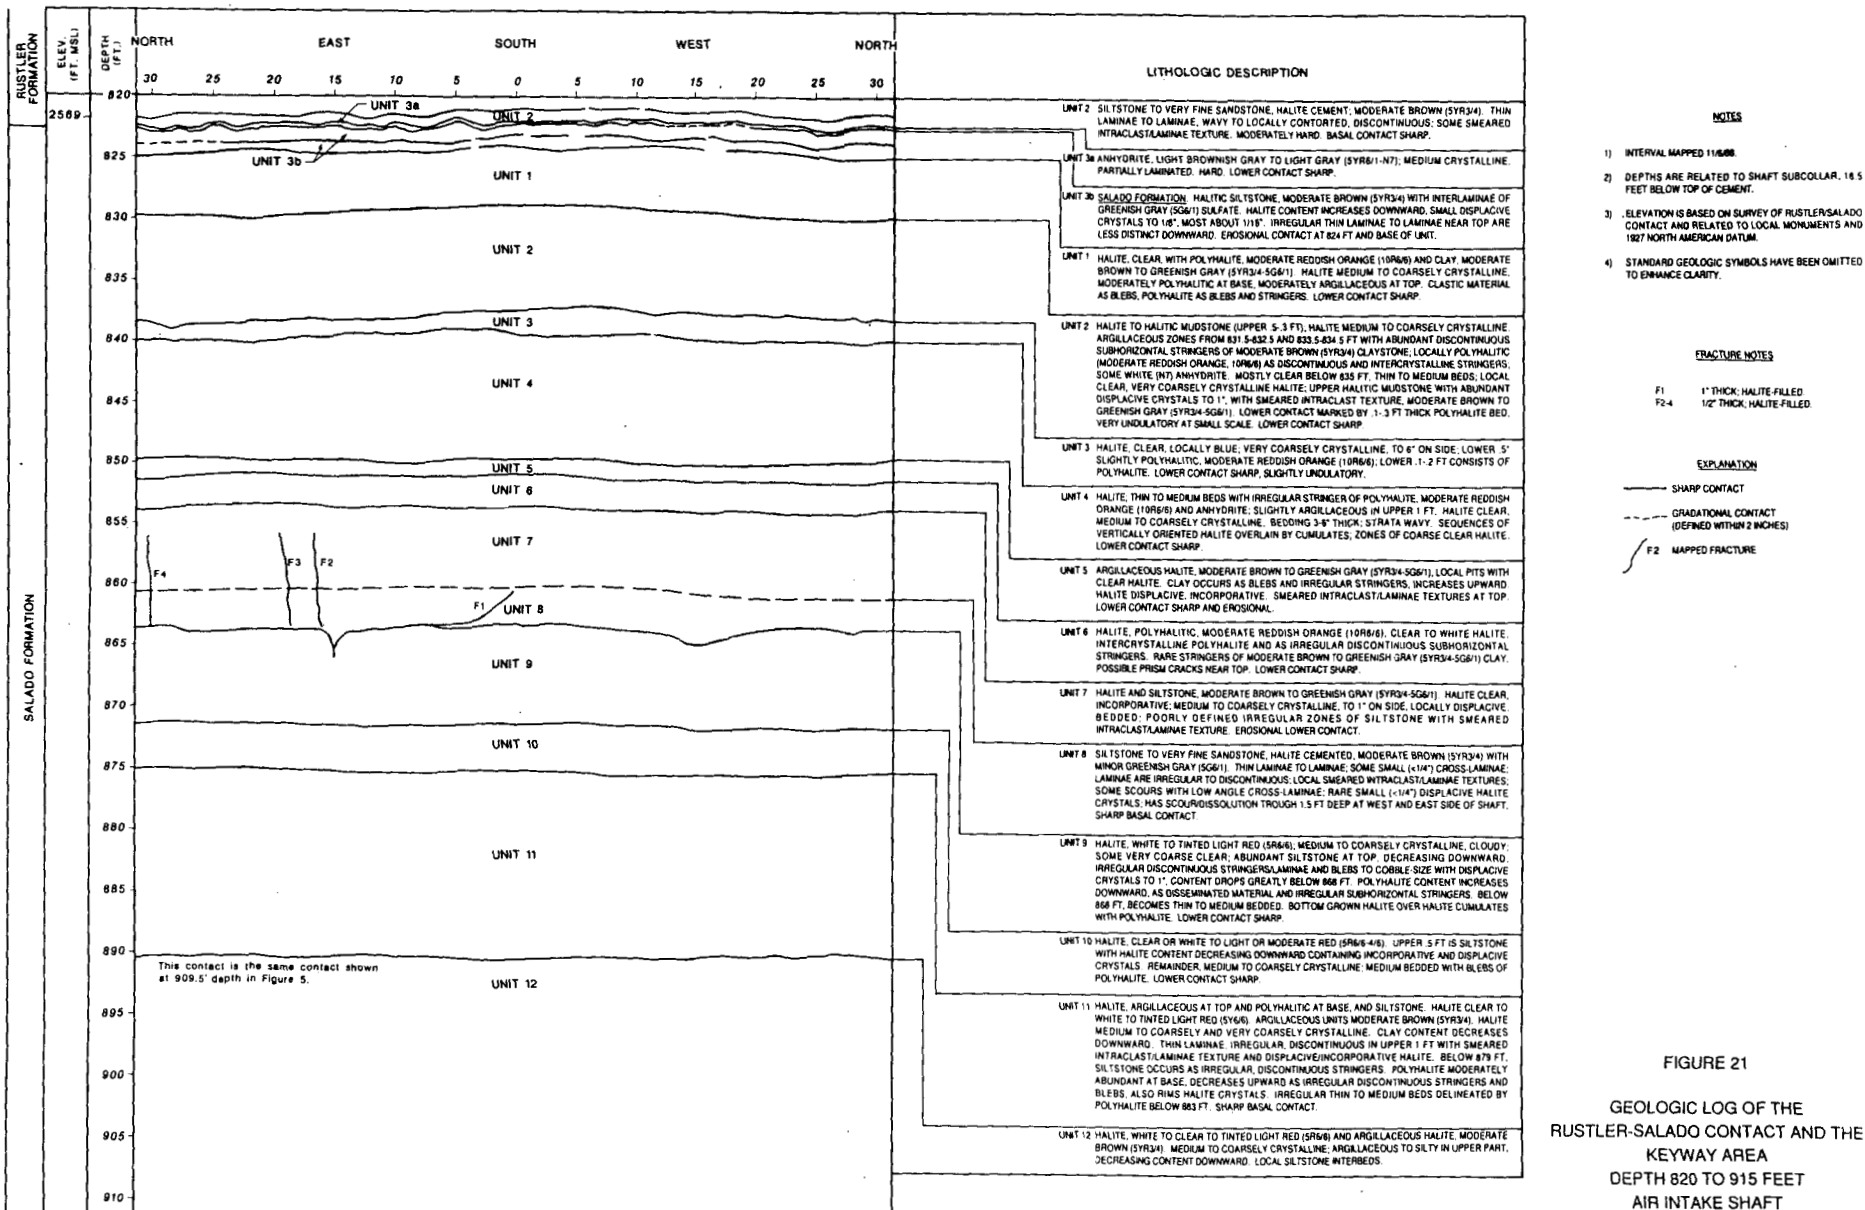 RUSTLER
FORMATION
ELEV.
(FT. MSL)
DEPTH
(FT.)
NORTH EAST SOUTH WEST NORTH
30 25 20 15 10 5 0 5 10 15 20 25 30
LITHOLOGIC DESCRIPTION
2569
SALADO FORMATION
820
825
830
835
840
845
850
855
860
865
870
875
880
885
890
895
900
905
910
UNIT 3a
UNIT 2
UNIT 3b
UNIT 1
UNIT 2
UNIT 3
UNIT 4
UNIT 5
UNIT 6
UNIT 7
F4 F3 F2
F1 UNIT 8
UNIT 9
UNIT 10
UNIT 11
This contact is the same contact shown
at 909.5' depth in Figure 5.
UNIT 12
UNIT 2 SILTSTONE TO VERY FINE SANDSTONE, HALITE CEMENT; MODERATE BROWN (5YR3/4). THIN
LAMINAE TO LAMINAE, WAVY TO LOCALLY CONTORTED, DISCONTINUOUS; SOME SMEARED
INTRACLAST/LAMINAE TEXTURE. MODERATELY HARD. BASAL CONTACT SHARP.
UNIT 3a ANHYDRITE, LIGHT BROWNISH GRAY TO LIGHT GRAY (5YR6/1-N7); MEDIUM CRYSTALLINE.
PARTIALLY LAMINATED. HARD. LOWER CONTACT SHARP.
UNIT 3b SALADO FORMATION. HALITIC SILTSTONE, MODERATE BROWN (5YR3/4) WITH INTERLAMINAE OF
GREENISH GRAY (5G6/1) SULFATE. HALITE CONTENT INCREASES DOWNWARD, SMALL DISPLACIVE
CRYSTALS TO 1/8", MOST ABOUT 1/16". IRREGULAR THIN LAMINAE TO LAMINAE NEAR TOP ARE
LESS DISTINCT DOWNWARD. EROSIONAL CONTACT AT 824 FT AND BASE OF UNIT.
UNIT 1 HALITE, CLEAR, WITH POLYHALITE, MODERATE REDDISH ORANGE (10R6/6) AND CLAY, MODERATE
BROWN TO GREENISH GRAY (5YR3/4-5G6/1). HALITE MEDIUM TO COARSELY CRYSTALLINE,
MODERATELY POLYHALITIC AT BASE, MODERATELY ARGILLACEOUS AT TOP. CLASTIC MATERIAL
AS BLEBS, POLYHALITE AS BLEBS AND STRINGERS. LOWER CONTACT SHARP.
UNIT 2 HALITE TO HALITIC MUDSTONE (UPPER .5-.3 FT), HALITE MEDIUM TO COARSELY CRYSTALLINE.
ARGILLACEOUS ZONES FROM 831.5-832.5 AND 833.5-834.5 FT WITH ABUNDANT DISCONTINUOUS
SUBHORIZONTAL STRINGERS OF MODERATE BROWN (5YR3/4) CLAYSTONE; LOCALLY POLYHALITIC
(MODERATE REDDISH ORANGE, 10R6/6) AS DISCONTINUOUS AND INTERCRYSTALLINE STRINGERS;
SOME WHITE (N7) ANHYDRITE. MOSTLY CLEAR BELOW 835 FT, THIN TO MEDIUM BEDS; LOCAL
CLEAR, VERY COARSELY CRYSTALLINE HALITE; UPPER HALITIC MUDSTONE WITH ABUNDANT
DISPLACIVE CRYSTALS TO 1", WITH SMEARED INTRACLAST TEXTURE, MODERATE BROWN TO
GREENISH GRAY (5YR3/4-5G6/1). LOWER CONTACT MARKED BY .1-.3 FT THICK POLYHALITE BED,
VERY UNDULATORY AT SMALL SCALE. LOWER CONTACT SHARP.
UNIT 3 HALITE, CLEAR, LOCALLY BLUE; VERY COARSELY CRYSTALLINE, TO 6" ON SIDE; LOWER .5"
SLIGHTLY POLYHALITIC, MODERATE REDDISH ORANGE (10R6/6); LOWER .1-.2 FT CONSISTS OF
POLYHALITE. LOWER CONTACT SHARP, SLIGHTLY UNDULATORY.
UNIT 4 HALITE, THIN TO MEDIUM BEDS WITH IRREGULAR STRINGER OF POLYHALITE, MODERATE REDDISH
ORANGE (10R6/6) AND ANHYDRITE; SLIGHTLY ARGILLACEOUS IN UPPER 1 FT. HALITE CLEAR,
MEDIUM TO COARSELY CRYSTALLINE. BEDDING 3-6" THICK; STRATA WAVY. SEQUENCES OF
VERTICALLY ORIENTED HALITE OVERLAIN BY CUMULATES; ZONES OF COARSE CLEAR HALITE.
LOWER CONTACT SHARP.
UNIT 5 ARGILLACEOUS HALITE, MODERATE BROWN TO GREENISH GRAY (5YR3/4-5G6/1), LOCAL PITS WITH
CLEAR HALITE. CLAY OCCURS AS BLEBS AND IRREGULAR STRINGERS, INCREASES UPWARD.
HALITE DISPLACIVE, INCORPORATIVE. SMEARED INTRACLAST/LAMINAE TEXTURES AT TOP.
LOWER CONTACT SHARP AND EROSIONAL.
UNIT 6 HALITE, POLYHALITIC, MODERATE REDDISH ORANGE (10R6/6), CLEAR TO WHITE HALITE.
INTERCRYSTALLINE POLYHALITE AND AS IRREGULAR DISCONTINUOUS SUBHORIZONTAL
STRINGERS. RARE STRINGERS OF MODERATE BROWN TO GREENISH GRAY (5YR3/4-5G6/1) CLAY.
POSSIBLE PRISM CRACKS NEAR TOP. LOWER CONTACT SHARP.
UNIT 7 HALITE AND SILTSTONE, MODERATE BROWN TO GREENISH GRAY (5YR3/4-5G6/1). HALITE CLEAR,
INCORPORATIVE; MEDIUM TO COARSELY CRYSTALLINE, TO 1" ON SIDE, LOCALLY DISPLACIVE.
BEDDED; POORLY DEFINED IRREGULAR ZONES OF SILTSTONE WITH SMEARED
INTRACLAST/LAMINAE TEXTURE. EROSIONAL LOWER CONTACT.
UNIT 8 SILTSTONE TO VERY FINE SANDSTONE, HALITE CEMENTED, MODERATE BROWN (5YR3/4) WITH
MINOR GREENISH GRAY (5G6/1). THIN LAMINAE TO LAMINAE; SOME SMALL (<1/4") CROSS-LAMINAE;
LAMINAE ARE IRREGULAR TO DISCONTINUOUS; LOCAL SMEARED INTRACLAST/LAMINAE TEXTURES;
SOME SCOURS WITH LOW ANGLE CROSS-LAMINAE; RARE SMALL (<1/4") DISPLACIVE HALITE
CRYSTALS; HAS SCOUR/DISSOLUTION TROUGH 1.5 FT DEEP AT WEST AND EAST SIDE OF SHAFT.
SHARP BASAL CONTACT.
UNIT 9 HALITE, WHITE TO TINTED LIGHT RED (5R6/6); MEDIUM TO COARSELY CRYSTALLINE, CLOUDY;
SOME VERY COARSE CLEAR; ABUNDANT SILTSTONE AT TOP, DECREASING DOWNWARD.
IRREGULAR DISCONTINUOUS STRINGERS/LAMINAE AND BLEBS TO COBBLE-SIZE WITH DISPLACIVE
CRYSTALS TO 1", CONTENT DROPS GREATLY BELOW 868 FT. POLYHALITE CONTENT INCREASES
DOWNWARD, AS DISSEMINATED MATERIAL AND IRREGULAR SUBHORIZONTAL STRINGERS. BELOW
868 FT, BECOMES THIN TO MEDIUM BEDDED. BOTTOM GROWN HALITE OVER HALITE CUMULATES
WITH POLYHALITE. LOWER CONTACT SHARP.
UNIT 10 HALITE, CLEAR OR WHITE TO LIGHT OR MODERATE RED (5R6/6-4/6). UPPER .5 FT IS SILTSTONE
WITH HALITE CONTENT DECREASING DOWNWARD CONTAINING INCORPORATIVE AND DISPLACIVE
CRYSTALS. REMAINDER, MEDIUM TO COARSELY CRYSTALLINE; MEDIUM BEDDED WITH BLEBS OF
POLYHALITE. LOWER CONTACT SHARP.
UNIT 11 HALITE, ARGILLACEOUS AT TOP AND POLYHALITIC AT BASE, AND SILTSTONE. HALITE CLEAR TO
WHITE TO TINTED LIGHT RED (5Y6/6). ARGILLACEOUS UNITS MODERATE BROWN (5YR3/4). HALITE
MEDIUM TO COARSELY AND VERY COARSELY CRYSTALLINE. CLAY CONTENT DECREASES
DOWNWARD. THIN LAMINAE, IRREGULAR, DISCONTINUOUS IN UPPER 1 FT WITH SMEARED
INTRACLAST/LAMINAE TEXTURE AND DISPLACIVE/INCORPORATIVE HALITE. BELOW 879 FT,
SILTSTONE OCCURS AS IRREGULAR, DISCONTINUOUS STRINGERS. POLYHALITE MODERATELY
ABUNDANT AT BASE, DECREASES UPWARD AS IRREGULAR DISCONTINUOUS STRINGERS AND
BLEBS, ALSO RIMS HALITE CRYSTALS. IRREGULAR THIN TO MEDIUM BEDS DELINEATED BY
POLYHALITE BELOW 883 FT. SHARP BASAL CONTACT.
UNIT 12 HALITE, WHITE TO CLEAR TO TINTED LIGHT RED (5R6/6) AND ARGILLACEOUS HALITE, MODERATE
BROWN (5YR3/4). MEDIUM TO COARSELY CRYSTALLINE; ARGILLACEOUS TO SILTY IN UPPER PART,
DECREASING CONTENT DOWNWARD. LOCAL SILTSTONE INTERBEDS.
NOTES
1) INTERVAL MAPPED 11/6/88.
2) DEPTHS ARE RELATED TO SHAFT SUBCOLLAR, 16.5
FEET BELOW TOP OF CEMENT.
3) ELEVATION IS BASED ON SURVEY OF RUSTLER/SALADO
CONTACT AND RELATED TO LOCAL MONUMENTS AND
1927 NORTH AMERICAN DATUM.
4) STANDARD GEOLOGIC SYMBOLS HAVE BEEN OMITTED
TO ENHANCE CLARITY.
FRACTURE NOTES
F1 1" THICK; HALITE-FILLED.
F2-4 1/2" THICK; HALITE-FILLED.
EXPLANATION
SHARP CONTACT
GRADATIONAL CONTACT
(DEFINED WITHIN 2 INCHES)
F2 MAPPED FRACTURE
FIGURE 21
GEOLOGIC LOG OF THE
RUSTLER-SALADO CONTACT AND THE
KEYWAY AREA
DEPTH 820 TO 915 FEET
AIR INTAKE SHAFT